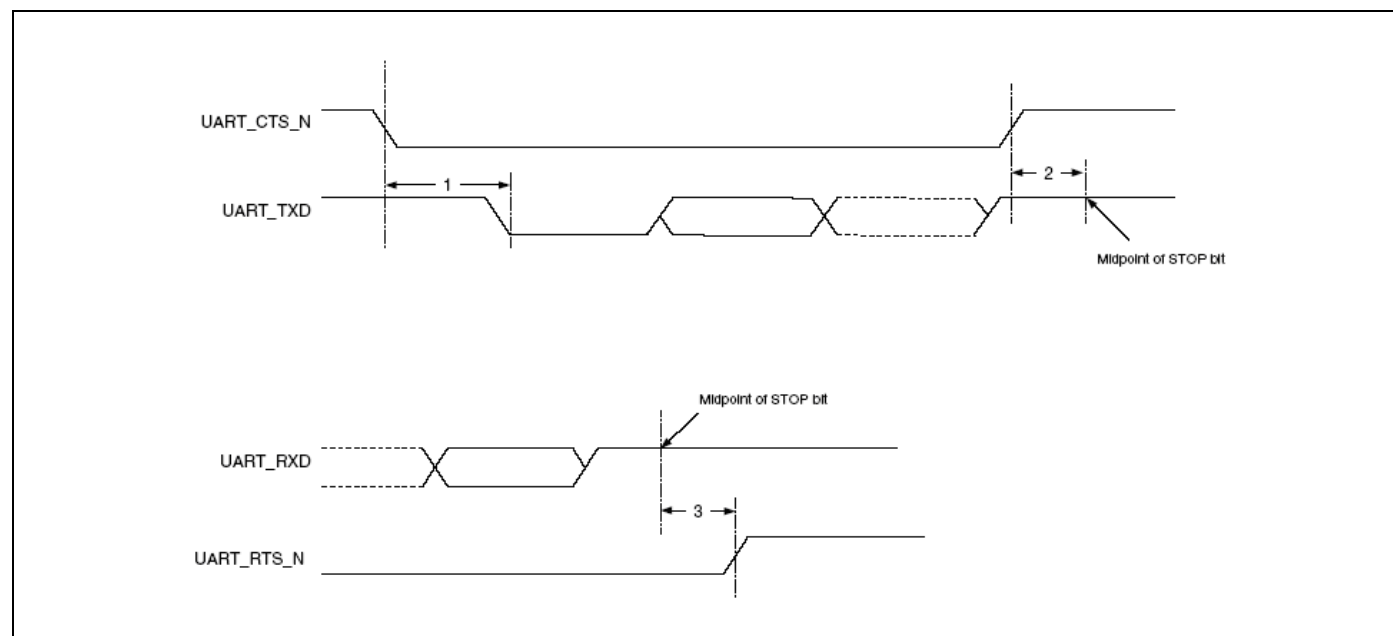 UART_CTS_N
1
2
UART_TXD
Midpoint of STOP bit
Midpoint of STOP bit
UART_RXD
3
UART_RTS_N